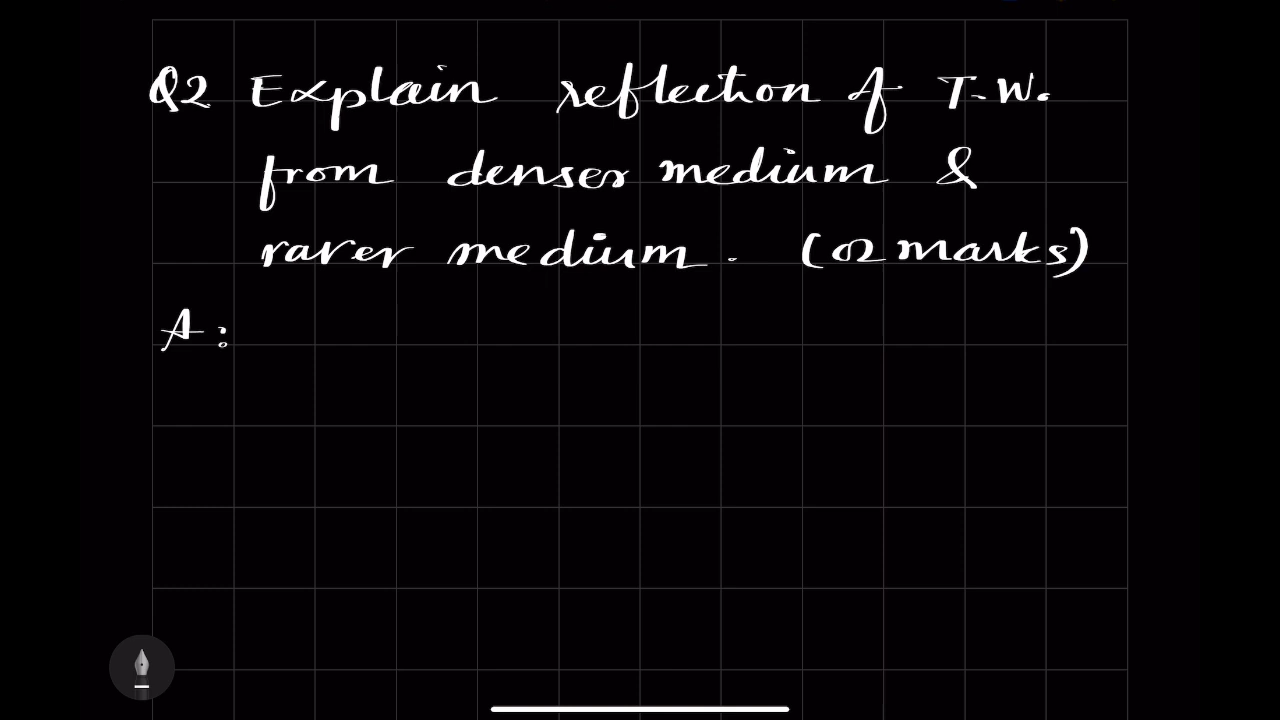 Q2 Explain reflection of T.W.
from denser medium &
rarer medium. (02 marks)
A: